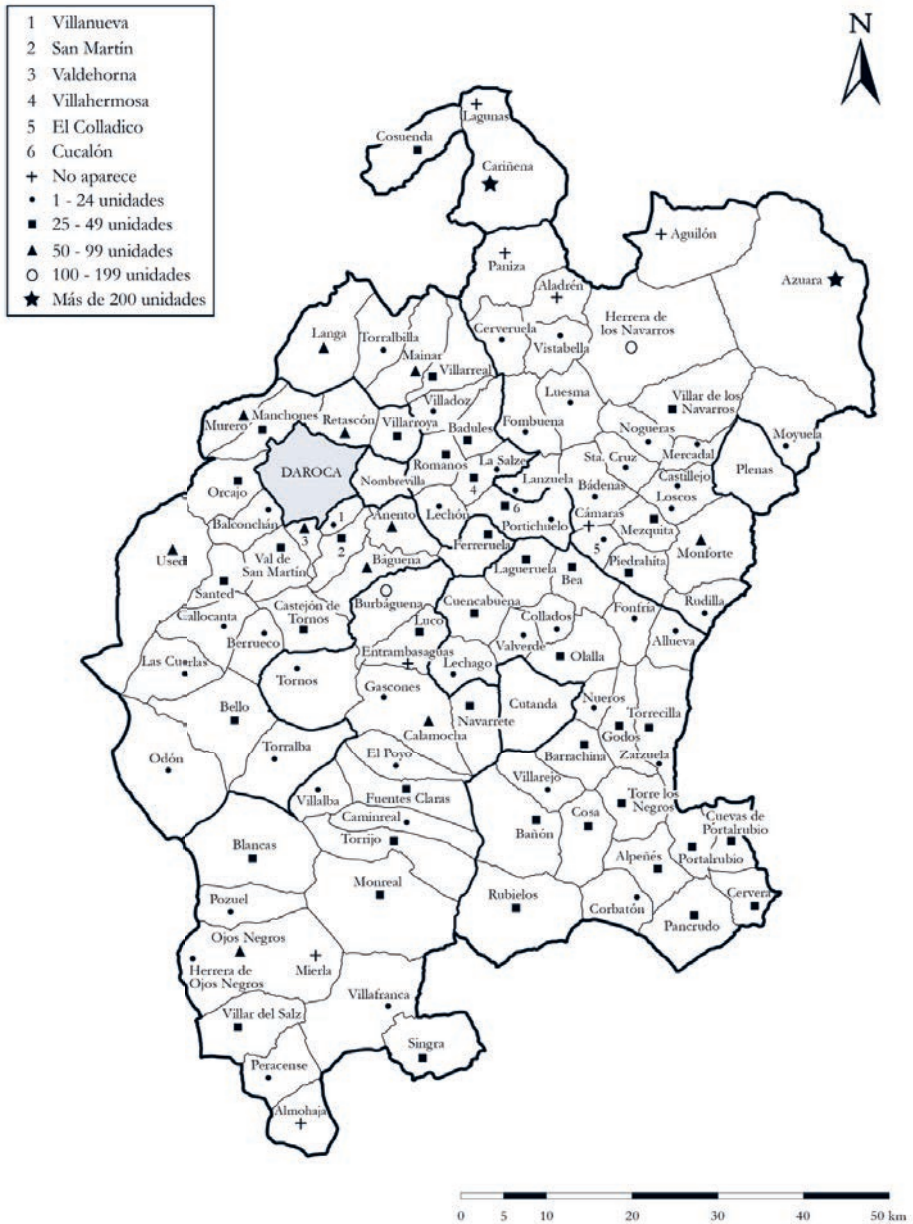 1 Villanueva
2 San Martín
3 Valdehorna
4 Villahermosa
5 El Colladico
6 Cucalón
No aparece
1 - 24 unidades
25 - 49 unidades
50 - 99 unidades
100 - 199 unidades
Más de 200 unidades
N
Lagunas
Cosuenda
Cariñena
Aguilón
Paniza
Azuara
Aladrén
Herrera de
los Navarros
Langa
Torralbilla
Cerveruela
Vistabella
Mainar
Villarreal
Luesma
Villar de los
Navarros
Villadoz
Murero
Manchones
Retascón
Villarroya
Badules
Fombuena
Nogueras
Mercadal
Moyuela
Romanos
La Salze
Sta. Cruz
Plenas
DAROCA
Nombrevilla
4
Lanzuela
Castillejo
Orcajo
Bádenas
Loscos
Balconchán
1
Anento
Lechón
6
Portichuelo
Cámaras
Mezquita
3
2
Ferreruela
5
Monforte
Used
Val de
San Martín
Báguena
Lagueruela
Bea
Piedrahíta
Santed
Burbáguena
Cuencabuena
Castejón de
Tornos
Luco
Collados
Fonfría
Rudilla
Callocanta
Berrueco
Valverde
Allueva
Entrambasaguas
Olalla
Las Cuerlas
Lechago
Tornos
Gascones
Cutanda
Nueros
Torrecilla
Bello
Calamocha
Navarrete
Godos
Odón
Torralba
Barrachina
Zarzuela
El Poyo
Villarejo
Villalba
Fuentes Claras
Torre los
Negros
Caminreal
Bañón
Cosa
Cuevas de
Portalrubio
Torrijo
Blancas
Alpeñés
Portalrubio
Monreal
Rubielos
Cervera
Pozuel
Corbatón
Pancrudo
Ojos Negros
Herrera de
Ojos Negros
Mierla
Villafranca
Villar del Salz
Singra
Peracense
Almohaja
0 5 10 20 30 40 50 km